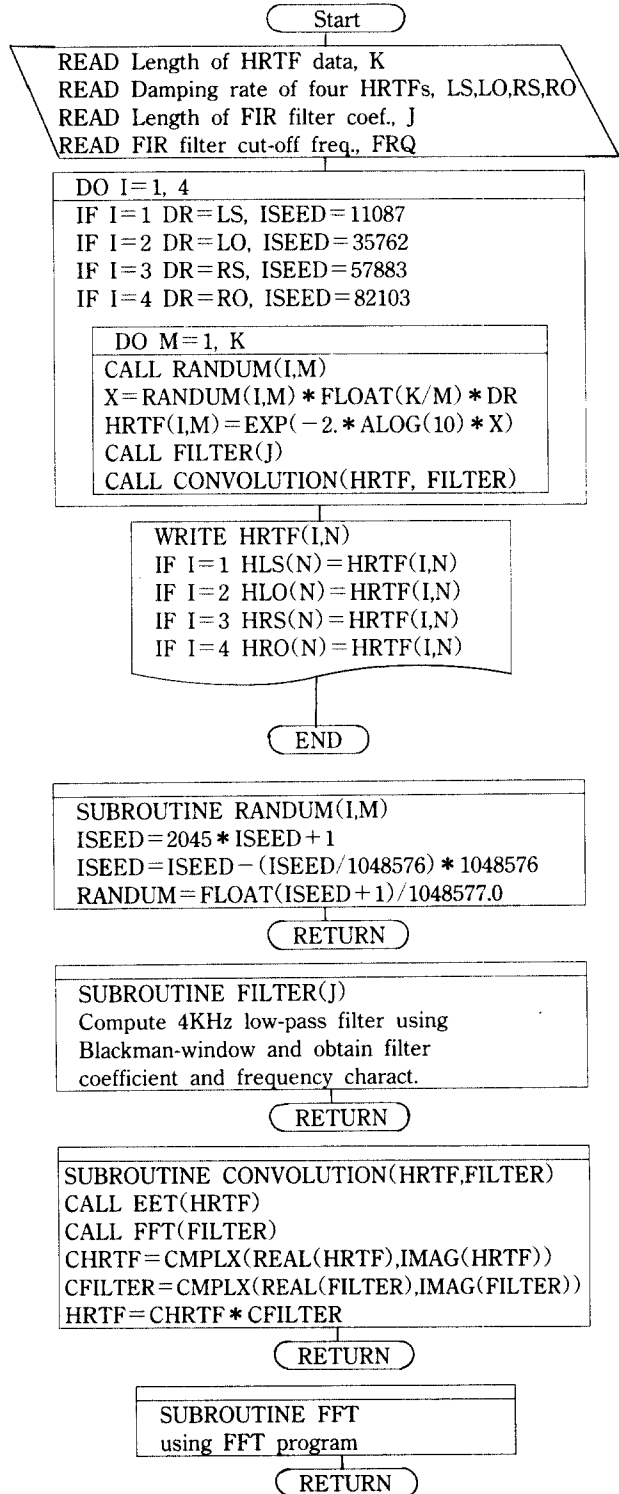 Start
READ Length of HRTF data, K
READ Damping rate of four HRTFs, LS,LO,RS,RO
READ Length of FIR filter coef., J
READ FIR filter cut-off freq., FRQ
DO I=1, 4
IF I=1 DR=LS, ISEED=11087
IF I=2 DR=LO, ISEED=35762
IF I=3 DR=RS, ISEED=57883
IF I=4 DR=RO, ISEED=82103
DO M=1, K
CALL RANDUM(I,M)
X=RANDUM(I,M)*FLOAT(K/M)*DR
HRTF(I,M)=EXP(-2.*ALOG(10)*X)
CALL FILTER(J)
CALL CONVOLUTION(HRTF, FILTER)
WRITE HRTF(I,N)
IF I=1 HLS(N)=HRTF(I,N)
IF I=2 HLO(N)=HRTF(I,N)
IF I=3 HRS(N)=HRTF(I,N)
IF I=4 HRO(N)=HRTF(I,N)
END
SUBROUTINE RANDUM(I,M)
ISEED=2045*ISEED+1
ISEED=ISEED-(ISEED/1048576)*1048576
RANDUM=FLOAT(ISEED+1)/1048577.0
RETURN
SUBROUTINE FILTER(J)
Compute 4KHz low-pass filter using
Blackman-window and obtain filter
coefficient and frequency charact.
RETURN
SUBROUTINE CONVOLUTION(HRTF,FILTER)
CALL EET(HRTF)
CALL FFT(FILTER)
CHRTF=CMPLX(REAL(HRTF),IMAG(HRTF))
CFILTER=CMPLX(REAL(FILTER),IMAG(FILTER))
HRTF=CHRTF*CFILTER
RETURN
SUBROUTINE FFT
using FFT program
RETURN